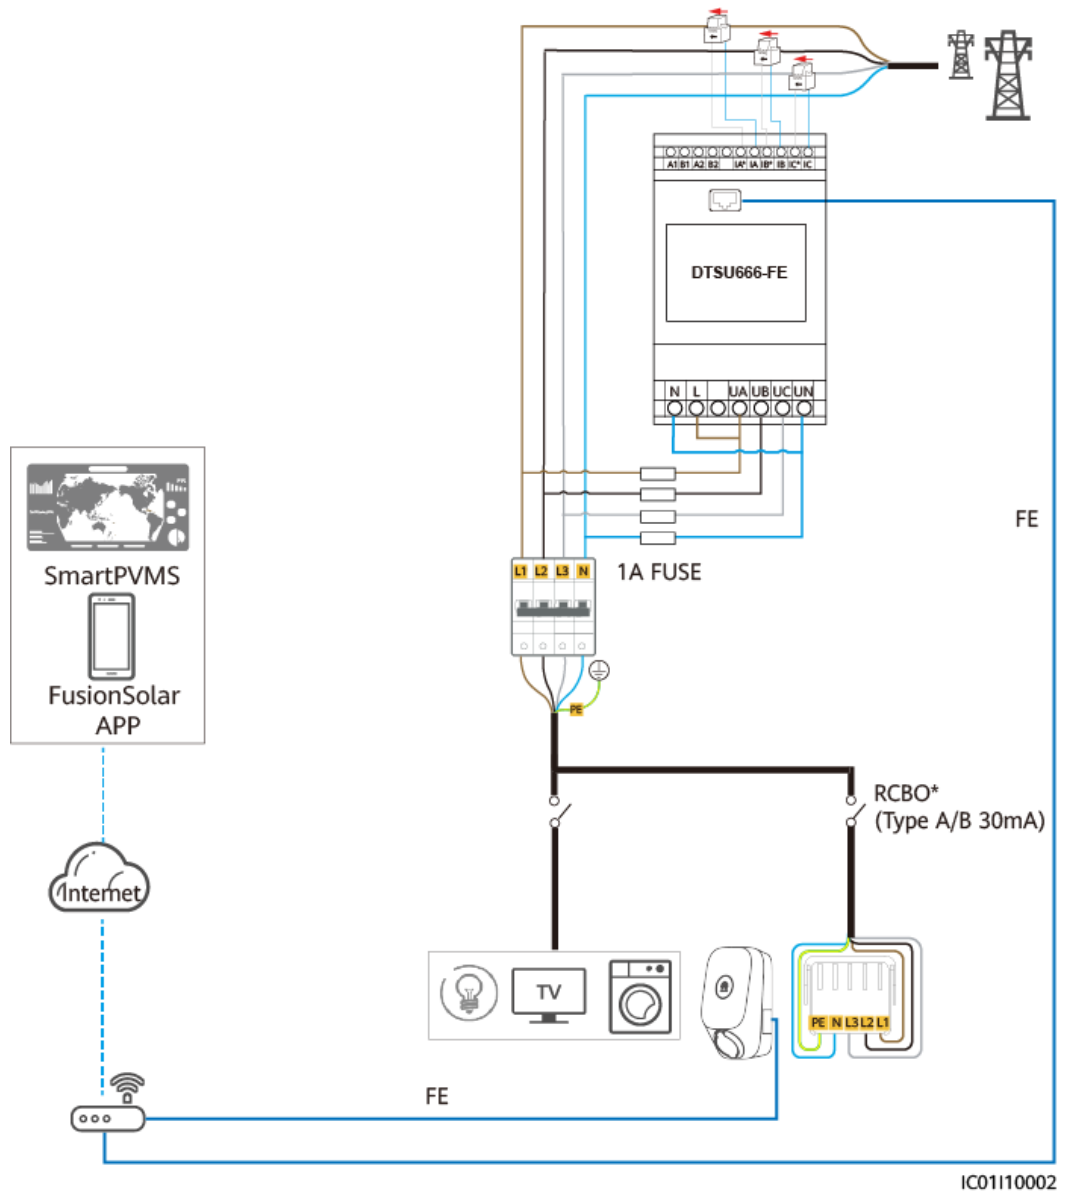 A1 B1 A2 B2 IA* IA IB* IB IC* IC
DTSU666-FE
N L UA UB UC UN
FE
1A FUSE
L1 L2 L3 N
PE
SmartPVMS
FusionSolar
APP
RCBO*
(Type A/B 30mA)
Internet
TV
PE N L3 L2 L1
FE
IC01I10002